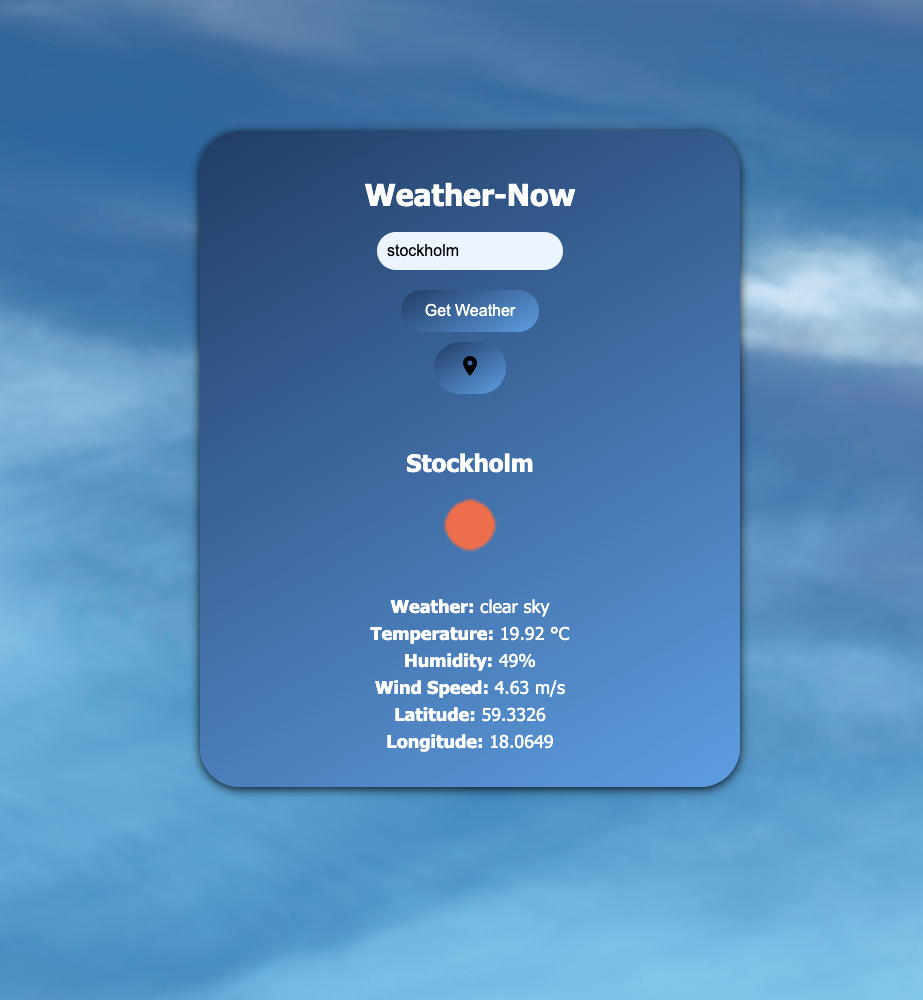 Weather-Now
stockholm
Get Weather
Stockholm
Weather: clear sky
Temperature: 19.92 °C
Humidity: 49%
Wind Speed: 4.63 m/s
Latitude: 59.3326
Longitude: 18.0649